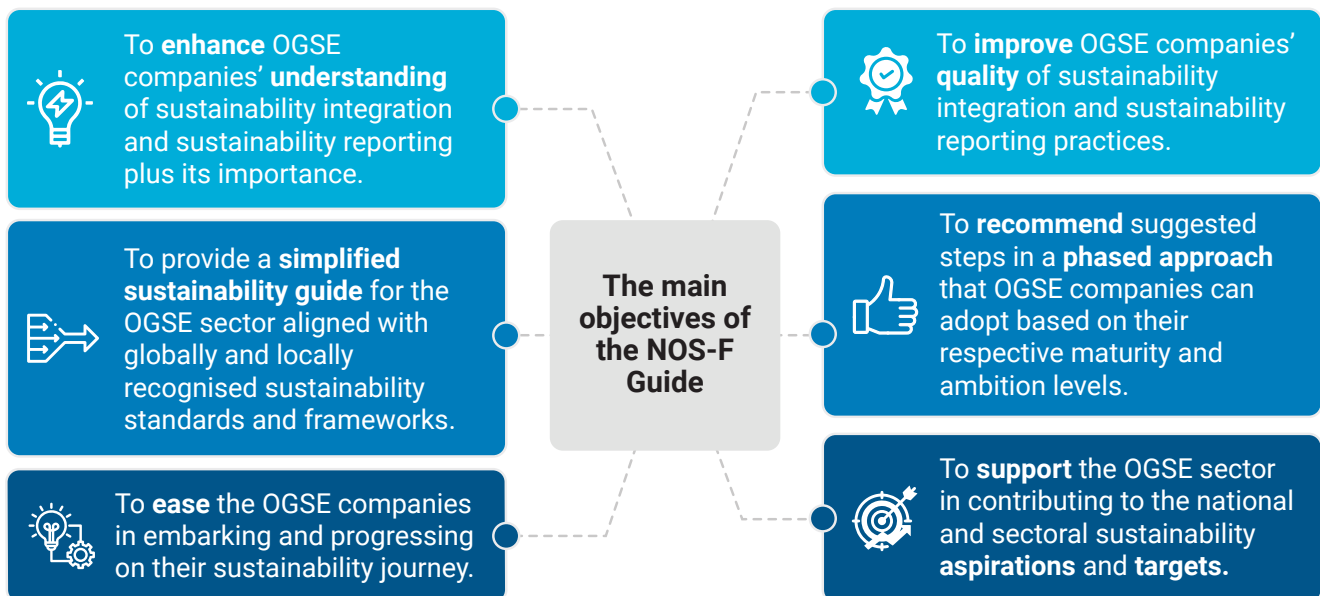 To enhance OGSE
companies’ understanding
of sustainability integration
and sustainability reporting
plus its importance.
To provide a simplified
sustainability guide for the
OGSE sector aligned with
globally and locally
recognised sustainability
standards and frameworks.
To ease the OGSE companies
in embarking and progressing
on their sustainability journey.
The main
objectives of
the NOS-F
Guide
To improve OGSE companies’
quality of sustainability
integration and sustainability
reporting practices.
To recommend suggested
steps in a phased approach
that OGSE companies can
adopt based on their
respective maturity and
ambition levels.
To support the OGSE sector
in contributing to the national
and sectoral sustainability
aspirations and targets.